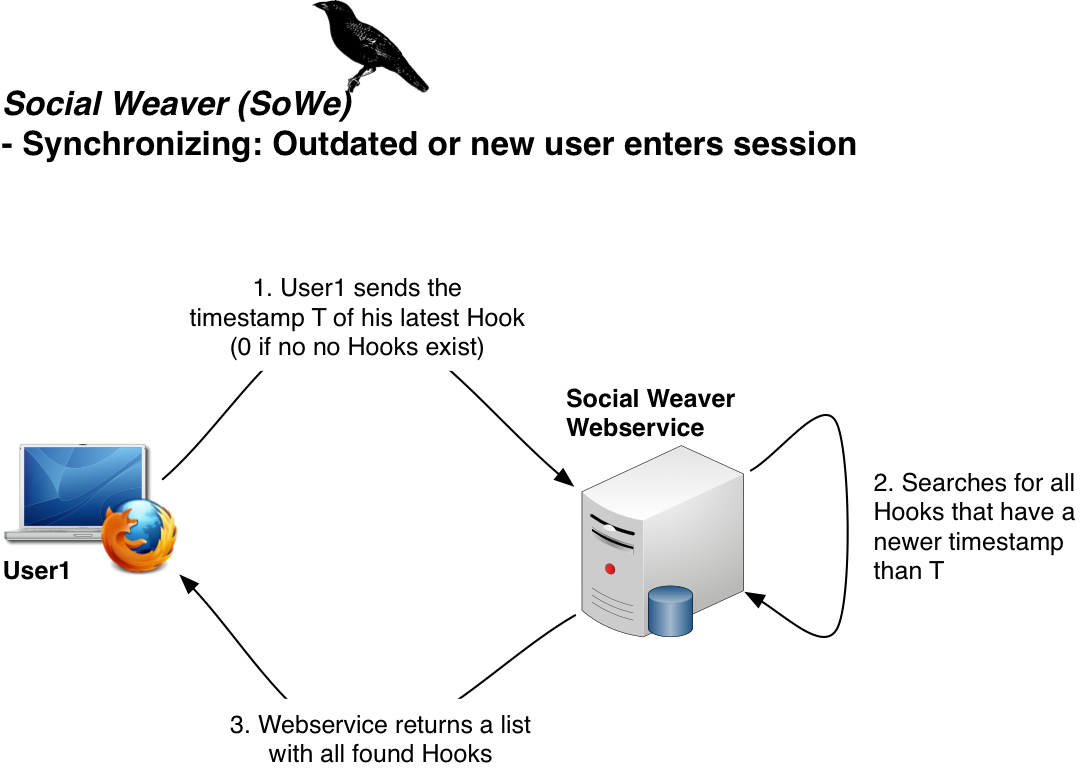 Social Weaver (SoWe)
- Synchronizing: Outdated or new user enters session
1. User1 sends the
timestamp T of his latest Hook
(0 if no no Hooks exist)
Social Weaver
Webservice
2. Searches for all
Hooks that have a
newer timestamp
than T
User1
3. Webservice returns a list
with all found Hooks